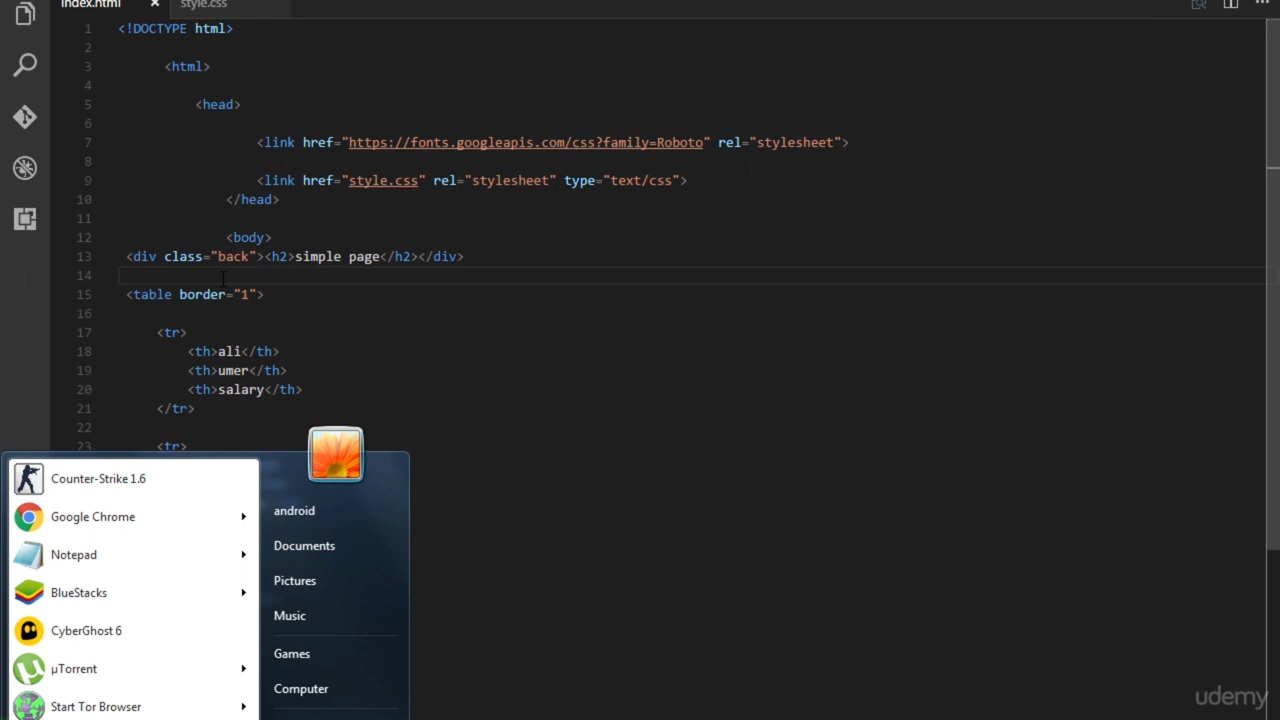 index.html
style.css
1 <!DOCTYPE html>
2
3 <html>
4
5 <head>
6
7 <link href="https://fonts.googleapis.com/css?family=Roboto" rel="stylesheet">
8
9 <link href="style.css" rel="stylesheet" type="text/css">
10 </head>
11
12 <body>
13 <div class="back"><h2>simple page</h2></div>
14
15 <table border="1">
16
17 <tr>
18 <th>ali</th>
19 <th>umer</th>
20 <th>salary</th>
21 </tr>
22
23 <tr>
Counter-Strike 1.6
Google Chrome
Notepad
BlueStacks
CyberGhost 6
µTorrent
Start Tor Browser
android
Documents
Pictures
Music
Games
Computer
udemy